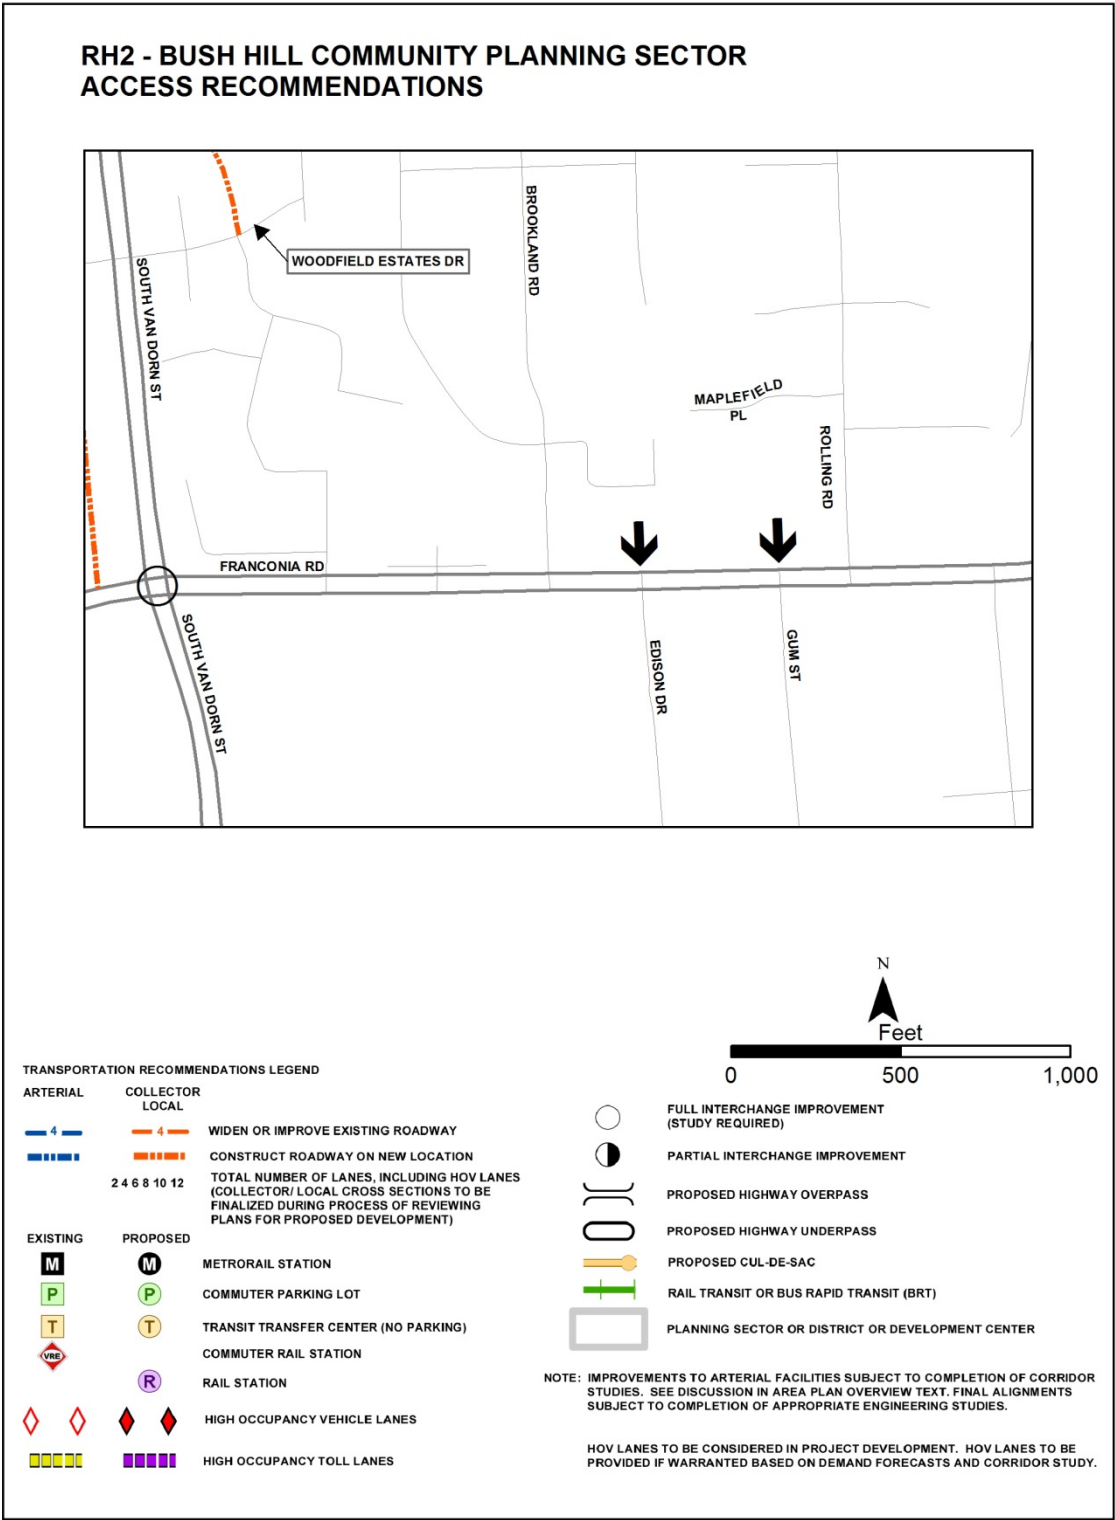 RH2 - BUSH HILL COMMUNITY PLANNING SECTOR
ACCESS RECOMMENDATIONS
WOODFIELD ESTATES DR
BROOKLAND RD
SOUTH VAN DORN ST
MAPLEFIELD
PL
ROLLING RD
FRANCONIA RD
SOUTH VAN DORN ST
EDISON DR
GUM ST
N
Feet
0 500 1,000
TRANSPORTATION RECOMMENDATIONS LEGEND
ARTERIAL
COLLECTOR
LOCAL
4 4 WIDEN OR IMPROVE EXISTING ROADWAY
CONSTRUCT ROADWAY ON NEW LOCATION
2 4 6 8 10 12 TOTAL NUMBER OF LANES, INCLUDING HOV LANES
(COLLECTOR/ LOCAL CROSS SECTIONS TO BE
FINALIZED DURING PROCESS OF REVIEWING
PLANS FOR PROPOSED DEVELOPMENT)
EXISTING PROPOSED
M M METRORAIL STATION
P P COMMUTER PARKING LOT
T T TRANSIT TRANSFER CENTER (NO PARKING)
VRE COMMUTER RAIL STATION
R RAIL STATION
HIGH OCCUPANCY VEHICLE LANES
HIGH OCCUPANCY TOLL LANES
FULL INTERCHANGE IMPROVEMENT
(STUDY REQUIRED)
PARTIAL INTERCHANGE IMPROVEMENT
PROPOSED HIGHWAY OVERPASS
PROPOSED HIGHWAY UNDERPASS
PROPOSED CUL-DE-SAC
RAIL TRANSIT OR BUS RAPID TRANSIT (BRT)
PLANNING SECTOR OR DISTRICT OR DEVELOPMENT CENTER
NOTE: IMPROVEMENTS TO ARTERIAL FACILITIES SUBJECT TO COMPLETION OF CORRIDOR
STUDIES. SEE DISCUSSION IN AREA PLAN OVERVIEW TEXT. FINAL ALIGNMENTS
SUBJECT TO COMPLETION OF APPROPRIATE ENGINEERING STUDIES.
HOV LANES TO BE CONSIDERED IN PROJECT DEVELOPMENT. HOV LANES TO BE
PROVIDED IF WARRANTED BASED ON DEMAND FORECASTS AND CORRIDOR STUDY.